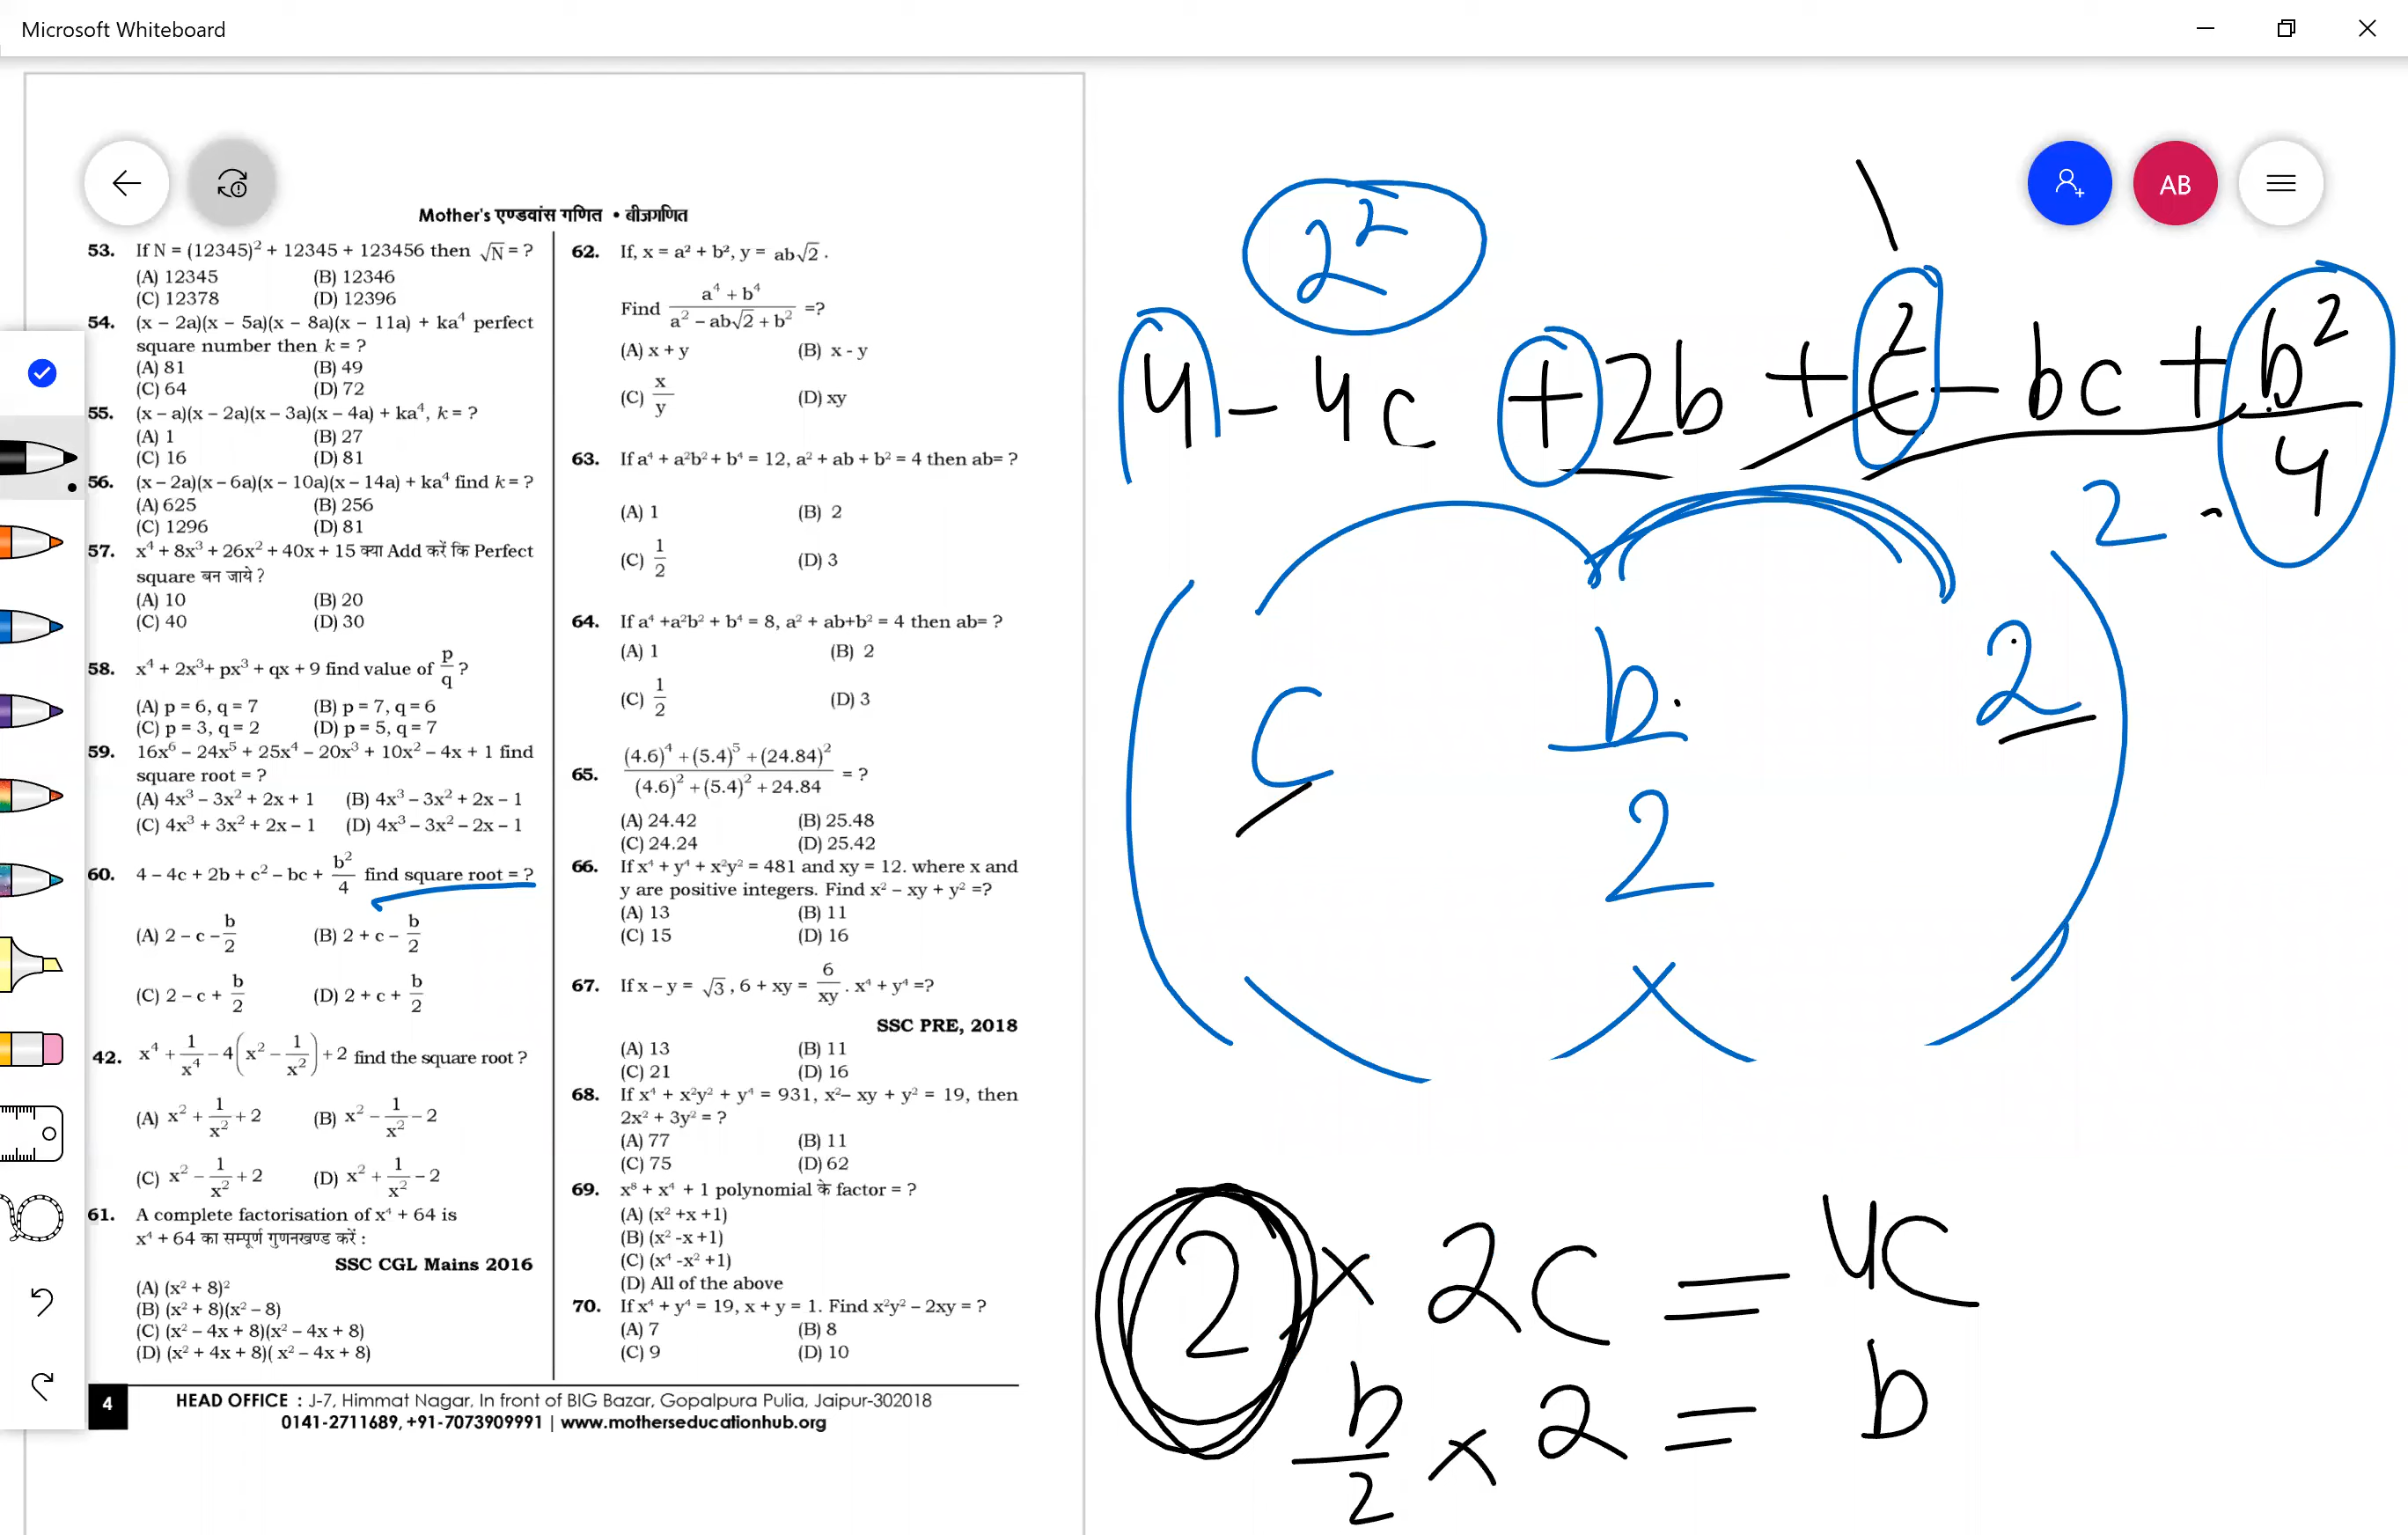 Microsoft Whiteboard
AB
Mother's एण्डवांस गणित • बीजगणित
53. If N = (12345)² + 12345 + 123456 then √N = ?
(A) 12345 (B) 12346
(C) 12378 (D) 12396
54. (x – 2a)(x – 5a)(x – 8a)(x – 11a) + ka⁴ perfect
square number then k = ?
(A) 81 (B) 49
(C) 64 (D) 72
55. (x – a)(x – 2a)(x – 3a)(x – 4a) + ka⁴, k = ?
(A) 1 (B) 27
(C) 16 (D) 81
56. (x – 2a)(x – 6a)(x – 10a)(x – 14a) + ka⁴ find k = ?
(A) 625 (B) 256
(C) 1296 (D) 81
57. x⁴ + 8x³ + 26x² + 40x + 15 क्या Add करें कि Perfect
square बन जाये ?
(A) 10 (B) 20
(C) 40 (D) 30
58. x⁴ + 2x³+ px³ + qx + 9 find value of p/q ?
(A) p = 6, q = 7 (B) p = 7, q = 6
(C) p = 3, q = 2 (D) p = 5, q = 7
59. 16x⁶ – 24x⁵ + 25x⁴ – 20x³ + 10x² – 4x + 1 find
square root = ?
(A) 4x³ – 3x² + 2x + 1 (B) 4x³ – 3x² + 2x – 1
(C) 4x³ + 3x² + 2x – 1 (D) 4x³ – 3x² – 2x – 1
60. 4 – 4c + 2b + c² – bc + b²/4 find square root = ?
(A) 2 – c – b/2 (B) 2 + c – b/2
(C) 2 – c + b/2 (D) 2 + c + b/2
42. x⁴ + 1/x⁴ – 4(x² – 1/x²) + 2 find the square root ?
(A) x² + 1/x² + 2 (B) x² – 1/x² – 2
(C) x² – 1/x² + 2 (D) x² + 1/x² – 2
61. A complete factorisation of x⁴ + 64 is
x⁴ + 64 का सम्पूर्ण गुणनखण्ड करें :
SSC CGL Mains 2016
(A) (x² + 8)²
(B) (x² + 8)(x² – 8)
(C) (x² – 4x + 8)(x² – 4x + 8)
(D) (x² + 4x + 8)( x² – 4x + 8)
62. If, x = a² + b², y = ab√2 .
Find (a⁴ + b⁴)/(a² – ab√2 + b²) =?
(A) x + y (B) x - y
(C) x/y (D) xy
63. If a⁴ + a²b² + b⁴ = 12, a² + ab + b² = 4 then ab= ?
(A) 1 (B) 2
(C) 1/2 (D) 3
64. If a⁴ +a²b² + b⁴ = 8, a² + ab+b² = 4 then ab= ?
(A) 1 (B) 2
(C) 1/2 (D) 3
65. ((4.6)⁴ + (5.4)⁵ + (24.84)²)/((4.6)² + (5.4)² + 24.84) = ?
(A) 24.42 (B) 25.48
(C) 24.24 (D) 25.42
66. If x⁴ + y⁴ + x²y² = 481 and xy = 12. where x and
y are positive integers. Find x² – xy + y² =?
(A) 13 (B) 11
(C) 15 (D) 16
67. If x – y = √3 , 6 + xy = 6/xy . x⁴ + y⁴ =?
SSC PRE, 2018
(A) 13 (B) 11
(C) 21 (D) 16
68. If x⁴ + x²y² + y⁴ = 931, x²– xy + y² = 19, then
2x² + 3y² = ?
(A) 77 (B) 11
(C) 75 (D) 62
69. x⁸ + x⁴ + 1 polynomial के factor = ?
(A) (x² +x +1)
(B) (x² -x +1)
(C) (x⁴ -x² +1)
(D) All of the above
70. If x⁴ + y⁴ = 19, x + y = 1. Find x²y² – 2xy = ?
(A) 7 (B) 8
(C) 9 (D) 10
4
HEAD OFFICE : J-7, Himmat Nagar, In front of BIG Bazar, Gopalpura Pulia, Jaipur-302018
0141-2711689, +91-7073909991 | www.motherseducationhub.org
2²
4 – 4c + 2b + c² – bc + b²/4
2 .
( c b/2 2 )
2 × 2c = 4c
b/2 × 2 = b